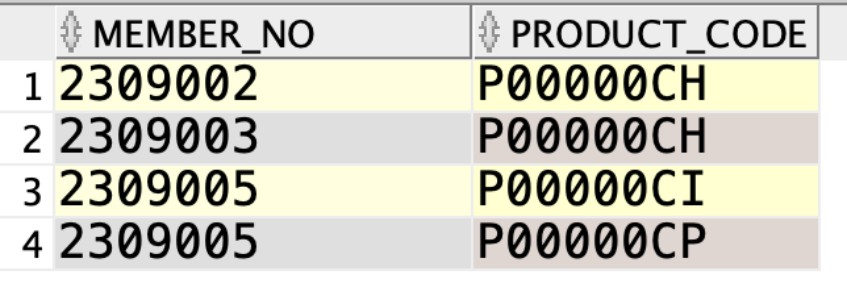 MEMBER_NO PRODUCT_CODE
1 2309002 P00000CH
2 2309003 P00000CH
3 2309005 P00000CI
4 2309005 P00000CP